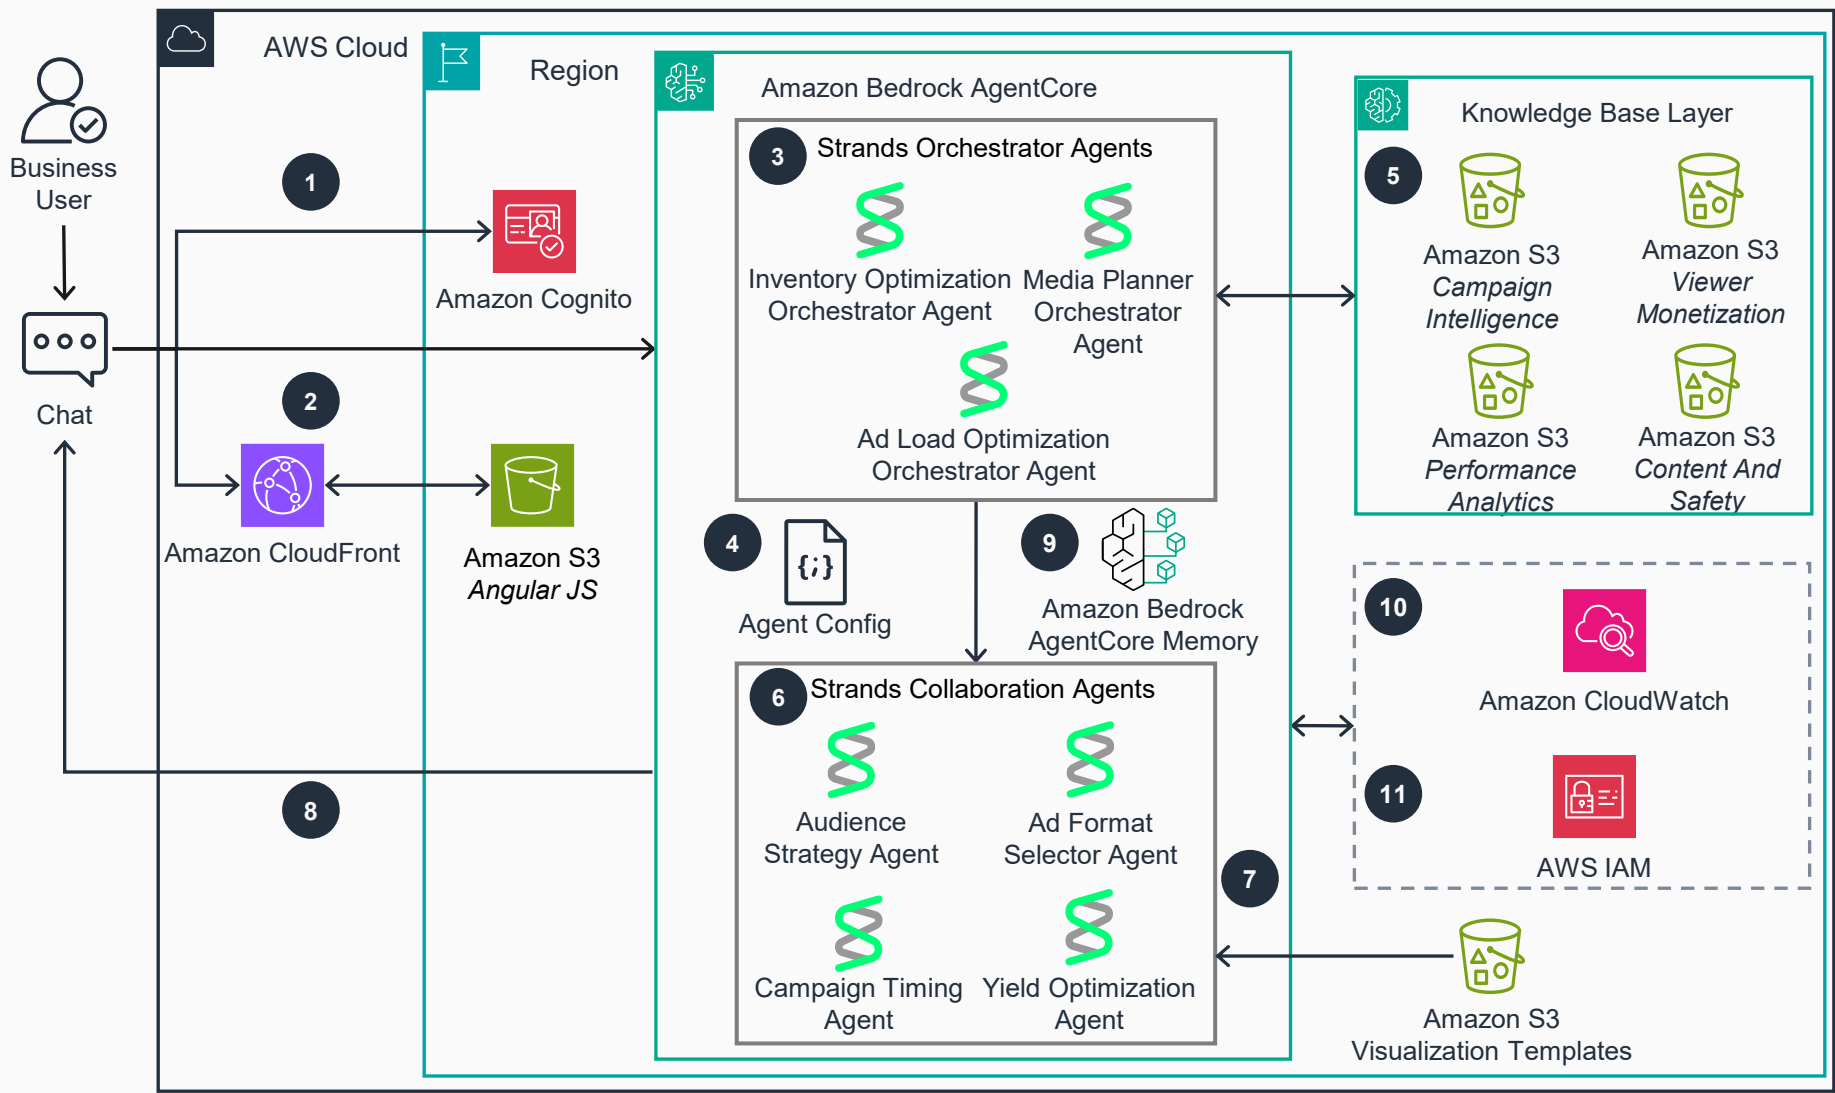 AWS Cloud
Region
Amazon Bedrock AgentCore
Business
User
Chat
1
Amazon Cognito
2
Amazon CloudFront
Amazon S3
Angular JS
8
3
Strands Orchestrator Agents
Inventory Optimization
Orchestrator Agent
Media Planner
Orchestrator
Agent
Ad Load Optimization
Orchestrator Agent
4
{;}
Agent Config
9
Amazon Bedrock
AgentCore Memory
6
Strands Collaboration Agents
Audience
Strategy Agent
Ad Format
Selector Agent
Campaign Timing
Agent
Yield Optimization
Agent
7
Knowledge Base Layer
5
Amazon S3
Campaign
Intelligence
Amazon S3
Viewer
Monetization
Amazon S3
Performance
Analytics
Amazon S3
Content And
Safety
10
Amazon CloudWatch
11
AWS IAM
Amazon S3
Visualization Templates